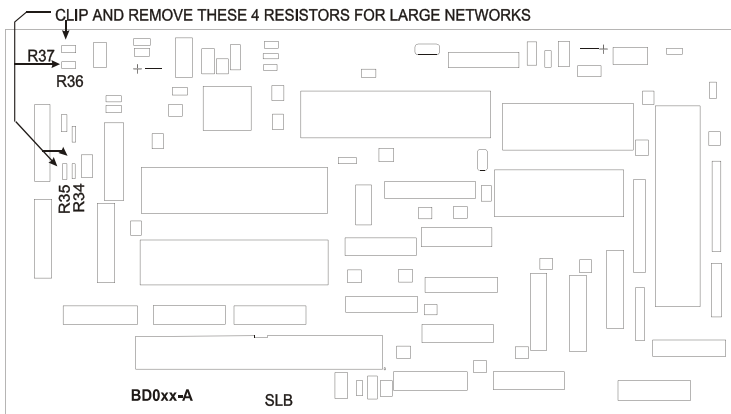 CLIP AND REMOVE THESE 4 RESISTORS FOR LARGE NETWORKS
R37
R36
R35
R34
BD0xx-A
SLB